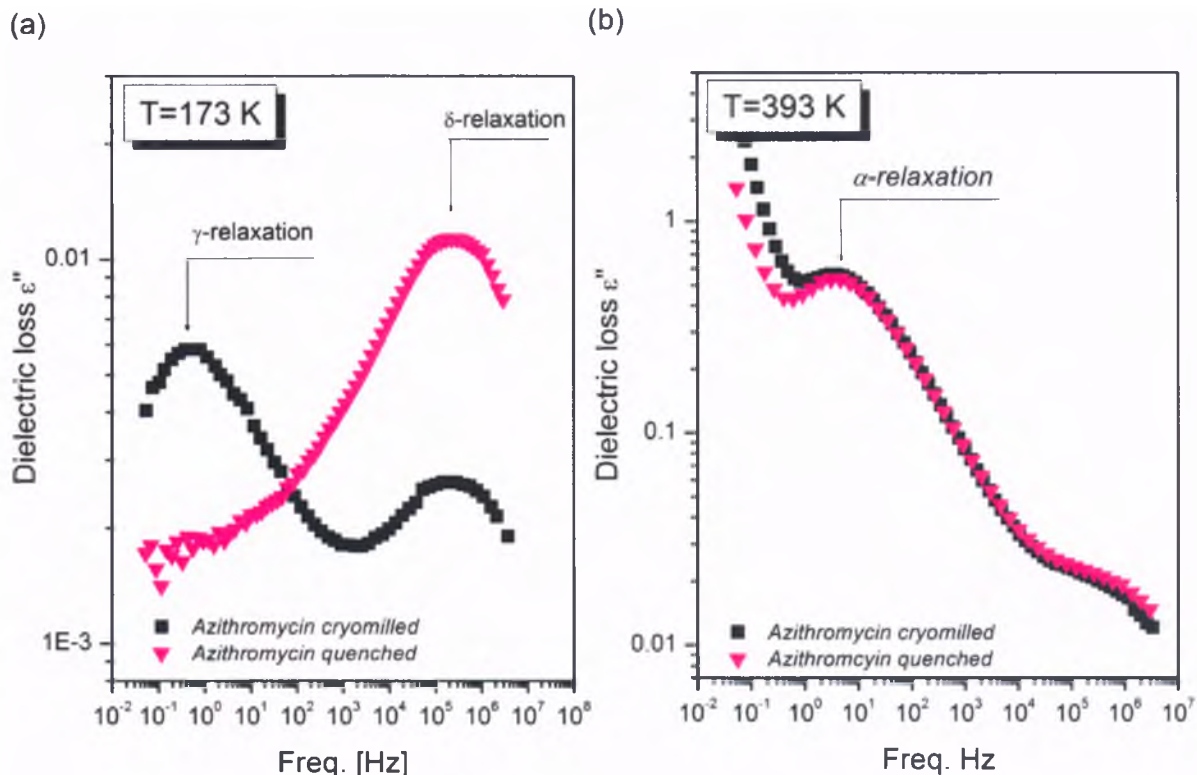 (a)
T=173 K
δ-relaxation
γ-relaxation
0.01
1E-3
Dielectric loss ε"
Azithromycin cryomilled
Azithromycin quenched
10-2 10-1 100 101 102 103 104 105 106 107 108
Freq. [Hz]
(b)
T=393 K
α-relaxation
1
0.1
0.01
Dielectric loss ε"
Azithromycin cryomilled
Azithromcyin quenched
10-2 10-1 100 101 102 103 104 105 106 107
Freq. Hz